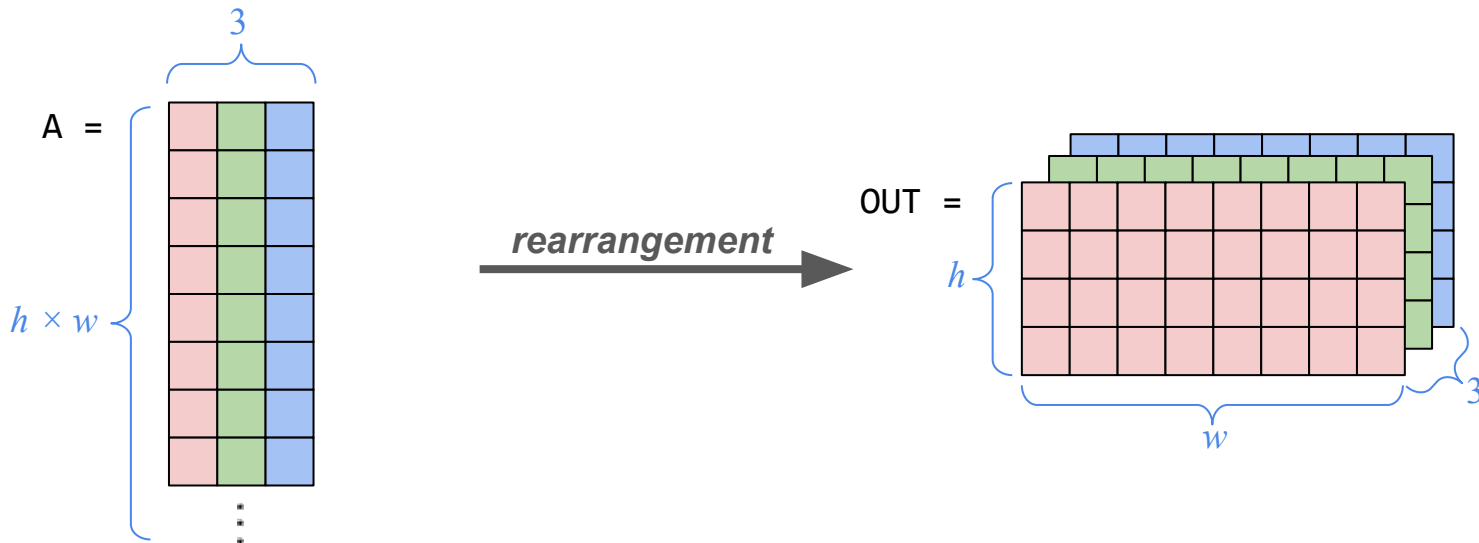 3
A =
h × w
rearrangement
OUT =
h
w
3